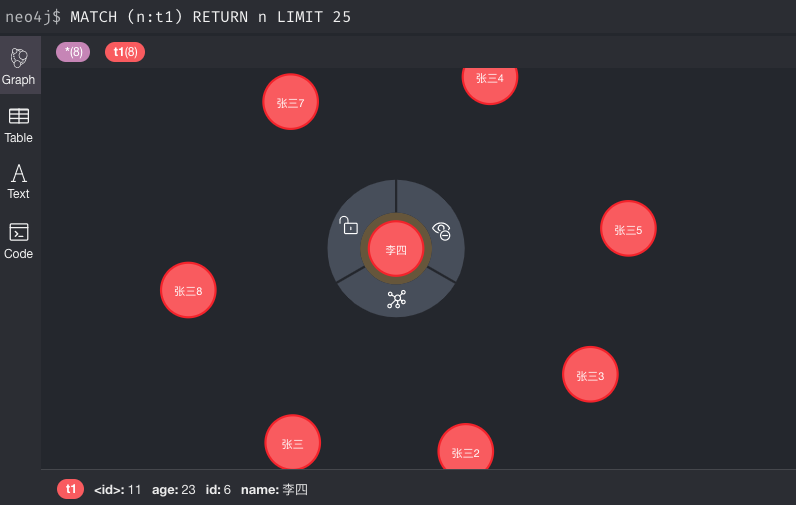 neo4j$ MATCH (n:t1) RETURN n LIMIT 25
*(8) t1(8)
Graph
Table
Text
Code
张三7
张三4
张三5
李四
张三8
张三3
张三
张三2
t1 <id>: 11 age: 23 id: 6 name: 李四